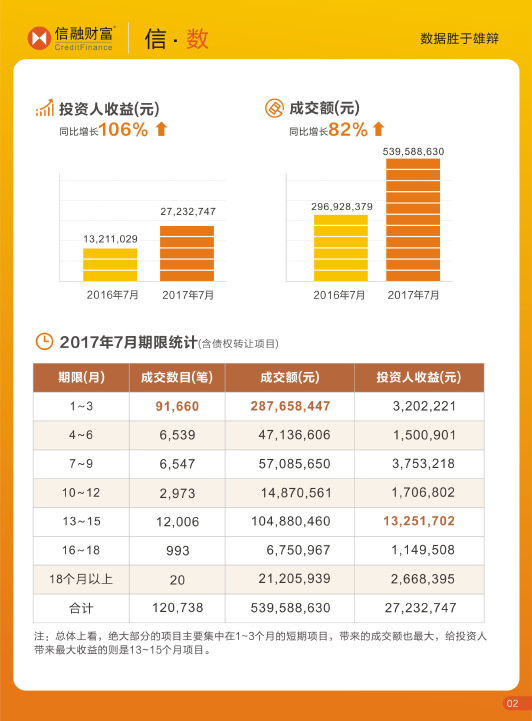 信融财富
CreditFinance
信·数
数据胜于雄辩
投资人收益(元)
同比增长106%
成交额(元)
同比增长82%
13,211,029
27,232,747
2016年7月
2017年7月
296,928,379
539,588,630
2016年7月
2017年7月
2017年7月期限统计(含债权转让项目)
期限(月) 成交数目(笔) 成交额(元) 投资人收益(元)
1~3 91,660 287,658,447 3,202,221
4~6 6,539 47,136,606 1,500,901
7~9 6,547 57,085,650 3,753,218
10~12 2,973 14,870,561 1,706,802
13~15 12,006 104,880,460 13,251,702
16~18 993 6,750,967 1,149,508
18个月以上 20 21,205,939 2,668,395
合计 120,738 539,588,630 27,232,747
注：总体上看，绝大部分的项目主要集中在1~3个月的短期项目，带来的成交额也最大，给投资人
带来最大收益的则是13~15个月项目。
02